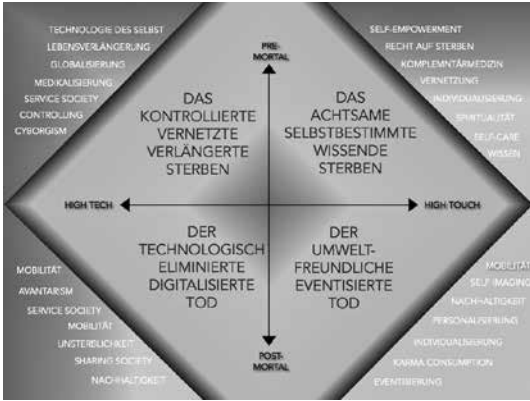 TECHNOLOGIE DES SELBST
LEBENSVERLÄNGERUNG
GLOBALISIERUNG
MEDIKALISIERUNG
SERVICE SOCIETY
CONTROLLING
CYBORGISM
PRE-
MORTAL
SELF-EMPOWERMENT
RECHT AUF STERBEN
KOMPLEMNTÄRMEDIZIN
VERNETZUNG
INDIVIDUALISIERUNG
SPIRITUALITÄT
SELF-CARE
WISSEN
DAS
KONTROLLIERTE
VERNETZTE
VERLÄNGERTE
STERBEN
DAS
ACHTSAME
SELBSTBESTIMMTE
WISSENDE
STERBEN
HIGH TECH
HIGH TOUCH
DER
TECHNOLOGISCH
ELIMINIERTE
DIGITALISIERTE
TOD
DER
UMWELT-
FREUNDLICHE
EVENTISIERTE
TOD
MOBILITÄT
AVANTARISM
SERVICE SOCIETY
MOBILITÄT
UNSTERBLICHKEIT
SHARING SOCIETY
NACHHALTIGKEIT
POST-
MORTAL
MOBILITÄT
SELF IMADING
NACHHALTIGKEIT
PERSONALISIERUNG
INDIVIDUALISIERUNG
KARMA CONSUMPTION
EVENTISIERUNG